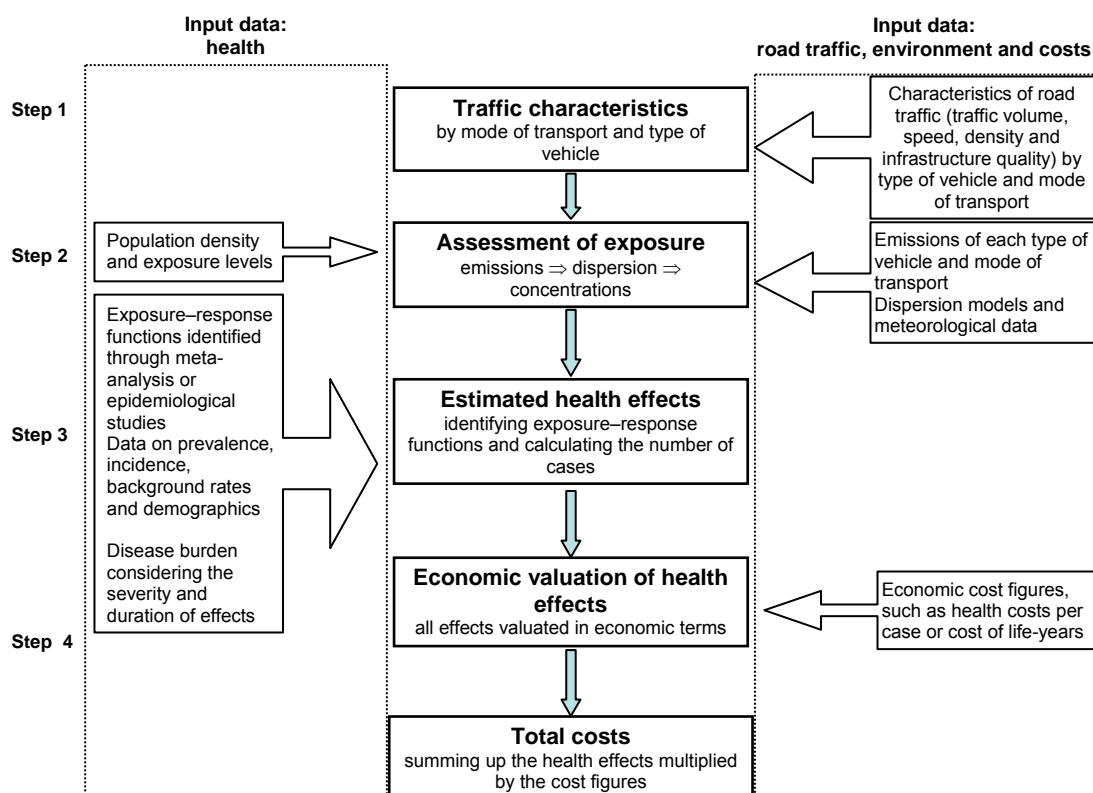 Input data:
health
Input data:
road traffic, environment and costs
Step 1
Traffic characteristics
by mode of transport and type of
vehicle
Characteristics of road
traffic (traffic volume,
speed, density and
infrastructure quality) by
type of vehicle and mode
of transport
Step 2
Population density
and exposure levels
Assessment of exposure
emissions ⇒ dispersion ⇒
concentrations
Emissions of each type of
vehicle and mode of
transport
Dispersion models and
meteorological data
Step 3
Exposure–response
functions identified
through meta-
analysis or
epidemiological
studies
Data on prevalence,
incidence,
background rates
and demographics
Disease burden
considering the
severity and
duration of effects
Estimated health effects
identifying exposure–response
functions and calculating the number of
cases
Step 4
Economic valuation of health
effects
all effects valuated in economic terms
Economic cost figures,
such as health costs per
case or cost of life-years
Total costs
summing up the health effects multiplied
by the cost figures